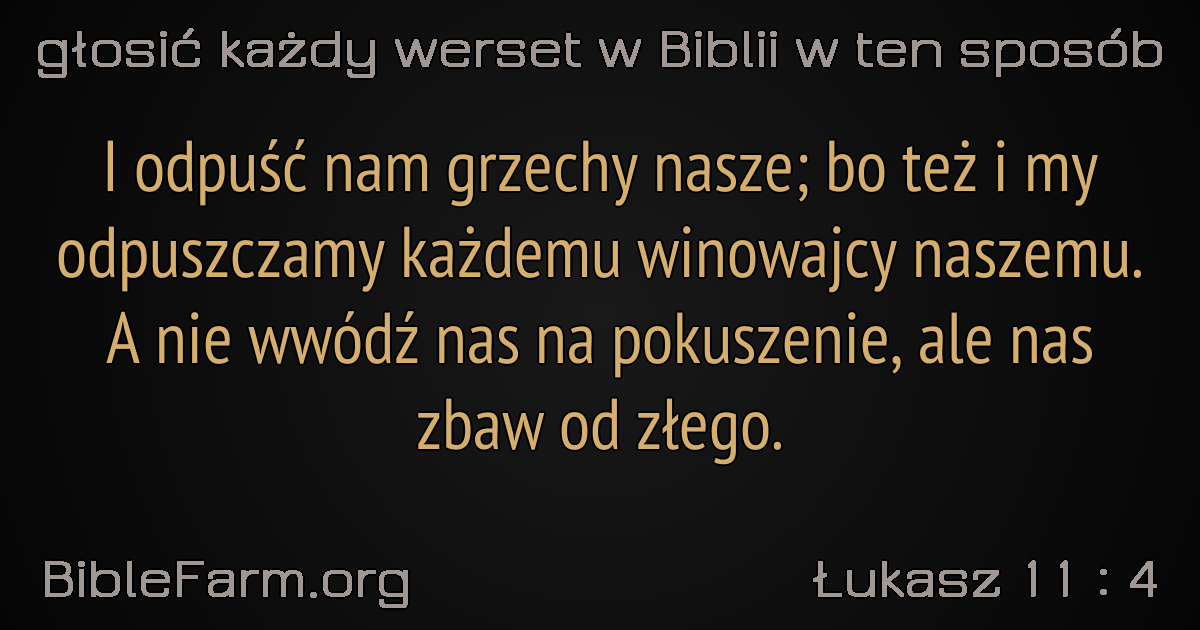 głosić każdy werset w Biblii w ten sposób
I odpuść nam grzechy nasze; bo też i my
odpuszczamy każdemu winowajcy naszemu.
A nie wwódź nas na pokuszenie, ale nas
zbaw od złego.
BibleFarm.org
Łukasz 11 : 4